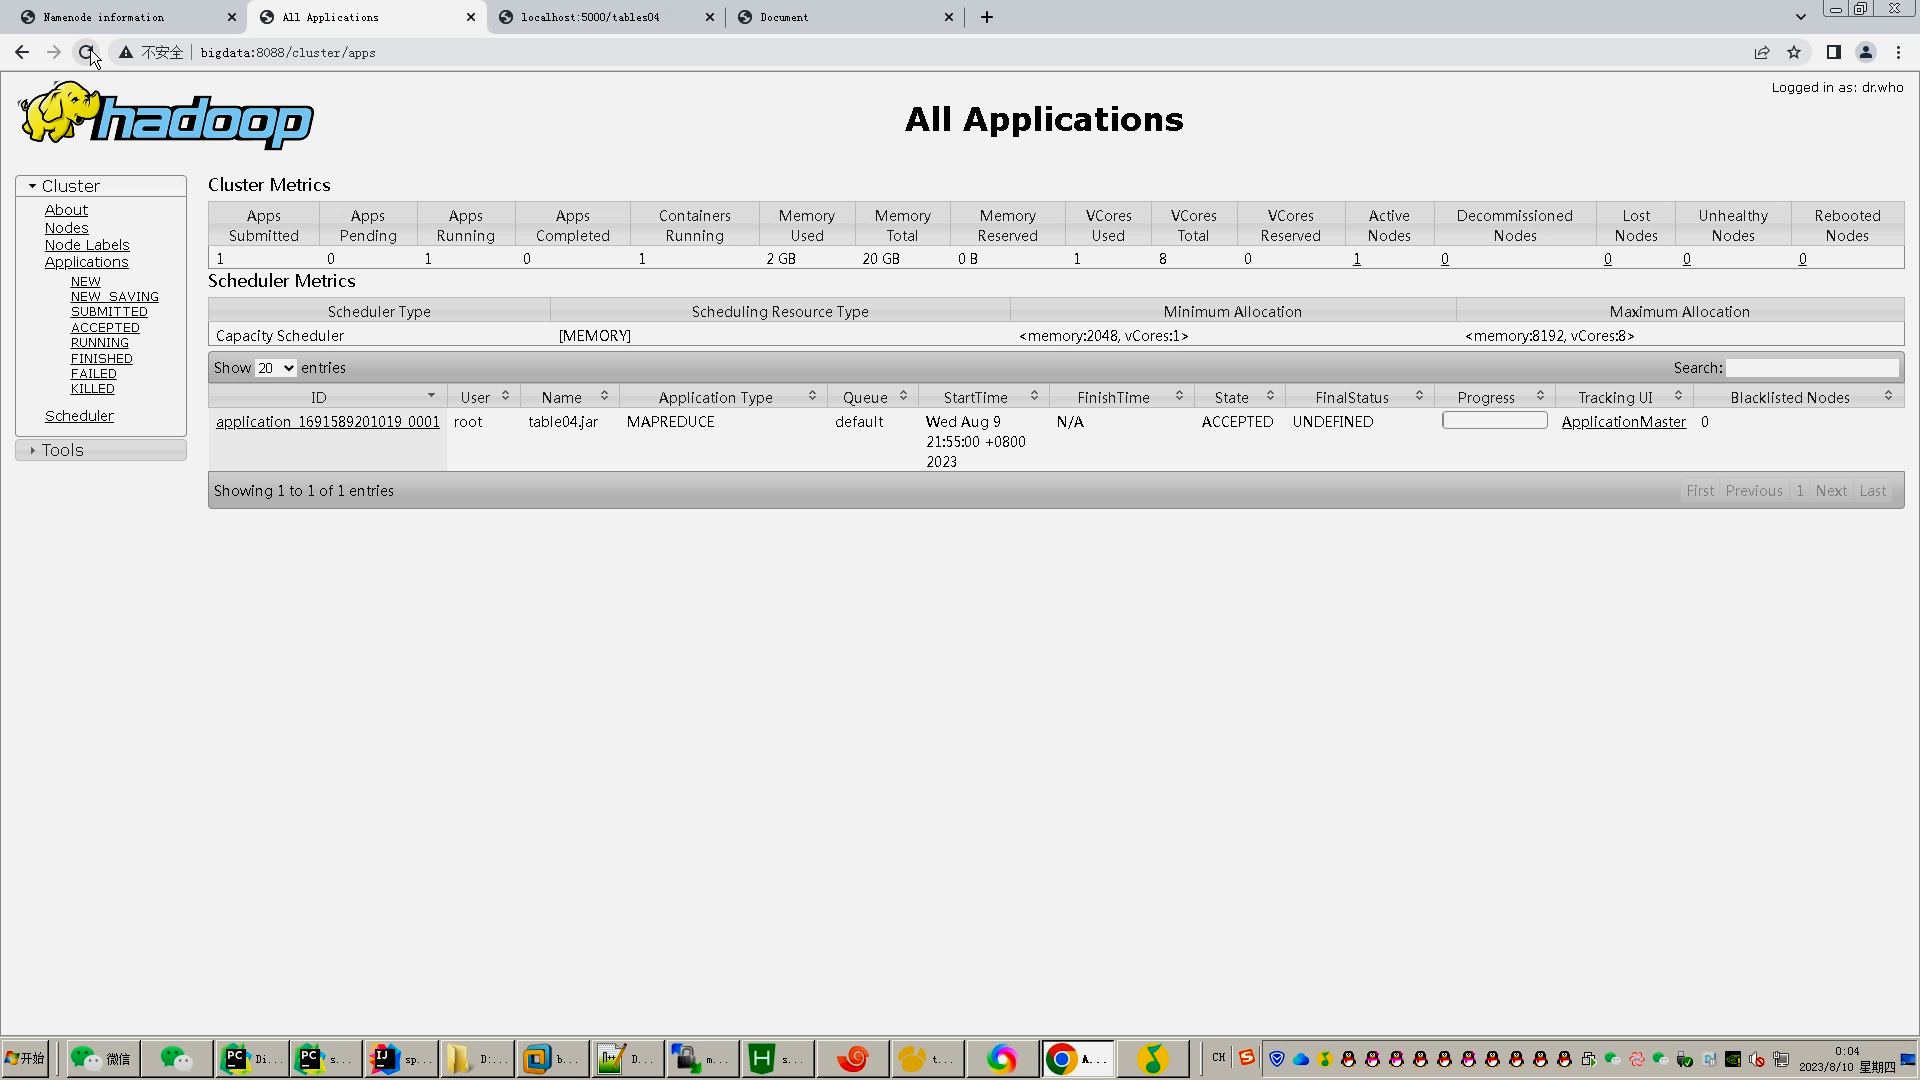 Namenode information
All Applications
localhost:5000/tables04
Document
不安全
bigdata:8088/cluster/apps
Logged in as: dr.who
hadoop
All Applications
Cluster
About
Nodes
Node Labels
Applications
NEW
NEW_SAVING
SUBMITTED
ACCEPTED
RUNNING
FINISHED
FAILED
KILLED
Scheduler
Tools
Cluster Metrics
Apps Submitted Apps Pending Apps Running Apps Completed Containers Running Memory Used Memory Total Memory Reserved VCores Used VCores Total VCores Reserved Active Nodes Decommissioned Nodes Lost Nodes Unhealthy Nodes Rebooted Nodes
1 0 1 0 1 2 GB 20 GB 0 B 1 8 0 1 0 0 0 0
Scheduler Metrics
Scheduler Type Scheduling Resource Type Minimum Allocation Maximum Allocation
Capacity Scheduler [MEMORY] <memory:2048, vCores:1> <memory:8192, vCores:8>
Show 20 entries Search:
ID User Name Application Type Queue StartTime FinishTime State FinalStatus Progress Tracking UI Blacklisted Nodes
application_1691589201019_0001 root table04.jar MAPREDUCE default Wed Aug 9 21:55:00 +0800 2023 N/A ACCEPTED UNDEFINED ApplicationMaster 0
Showing 1 to 1 of 1 entries First Previous 1 Next Last
开始 微信 Di... s... sp... D:... b... D... m... s... t... A... CH
0:04
2023/8/10 星期四